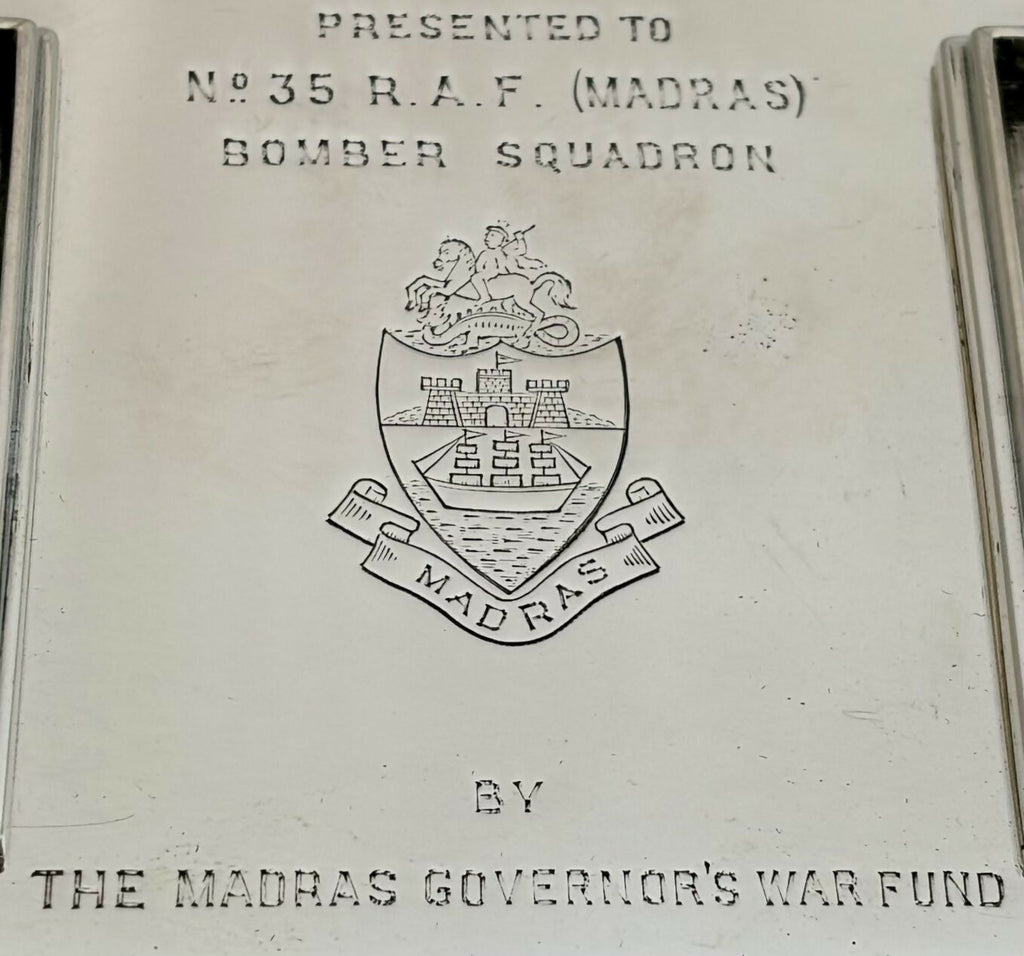 PRESENTED TO
Nº 35 R.A.F. (MADRAS)
BOMBER SQUADRON
MADRAS
BY
THE MADRAS GOVERNOR'S WAR FUND